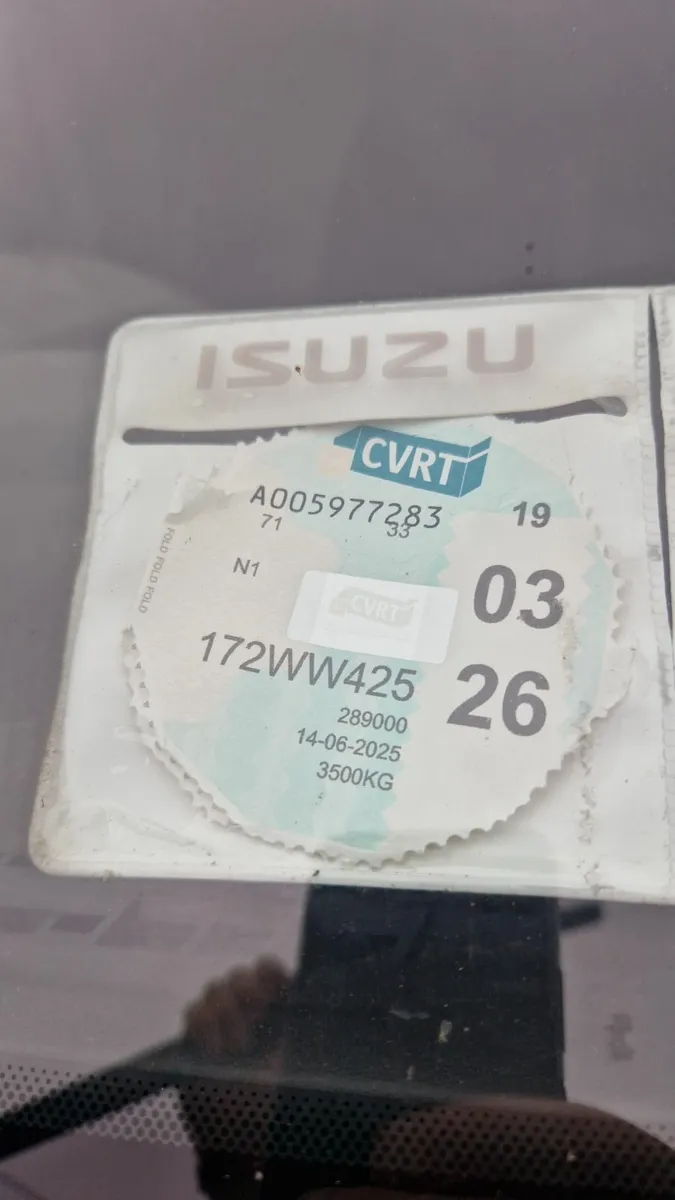 ISUZU
CVRT
A005977283
71
33
19
FOLD FOLD FOLD
N1
03
CVRT
172WW425
26
289000
14-06-2025
3500KG